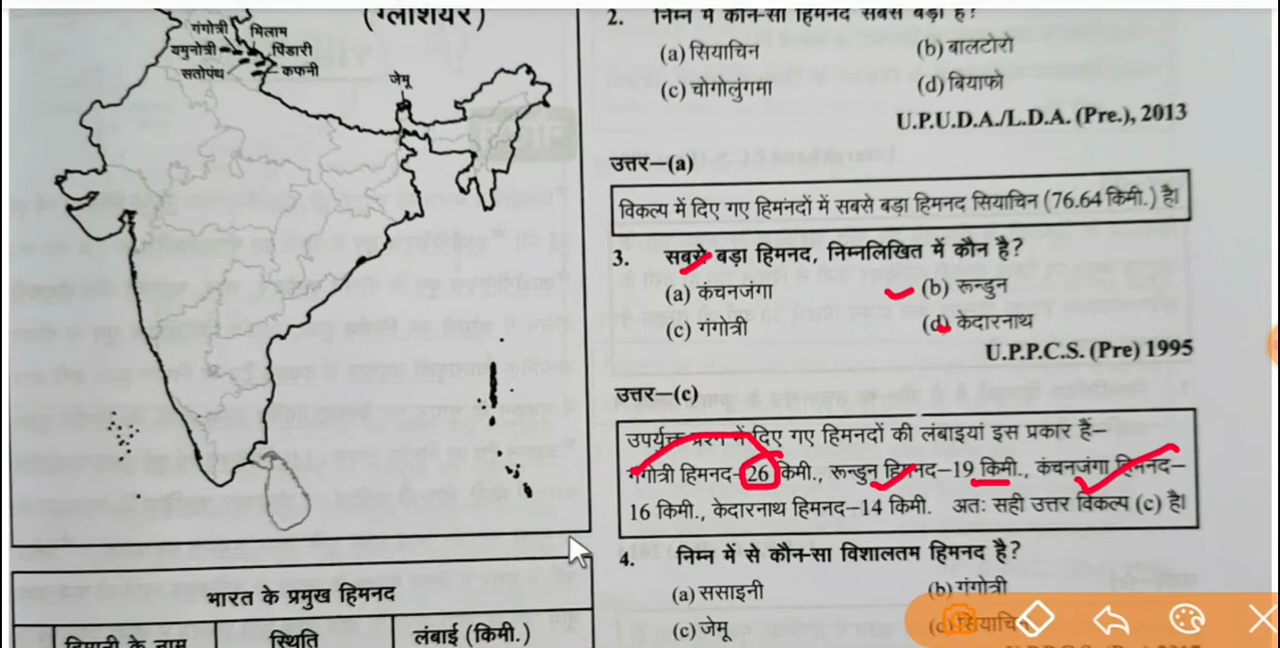 (ग्लाशियर)
गंगोत्री
मिलाम
यमुनोत्री
पिंडारी
सतोपंथ
कफनी
जेमू
भारत के प्रमुख हिमनद
स्थिति
लंबाई (किमी.)
2. निम्न में कौन-सा हिमनद सबसे बड़ा है?
(a) सियाचिन
(b) बालटोरो
(c) चोगोलुंगमा
(d) बियाफो
U.P.U.D.A./L.D.A. (Pre.), 2013
उत्तर—(a)
विकल्प में दिए गए हिमनदों में सबसे बड़ा हिमनद सियाचिन (76.64 किमी.) है।
3. सबसे बड़ा हिमनद, निम्नलिखित में कौन है?
(a) कंचनजंगा
(b) रून्डुन
(c) गंगोत्री
(d) केदारनाथ
U.P.P.C.S. (Pre) 1995
उत्तर—(c)
उपर्युक्त प्रश्न में दिए गए हिमनदों की लंबाइयां इस प्रकार हैं—
गंगोत्री हिमनद–26 किमी., रून्डुन हिमनद–19 किमी., कंचनजंगा हिमनद–
16 किमी., केदारनाथ हिमनद–14 किमी. अतः सही उत्तर विकल्प (c) है।
4. निम्न में से कौन-सा विशालतम हिमनद है?
(a) ससाइनी
(b) गंगोत्री
(c) जेमू
(d) सियाचिन